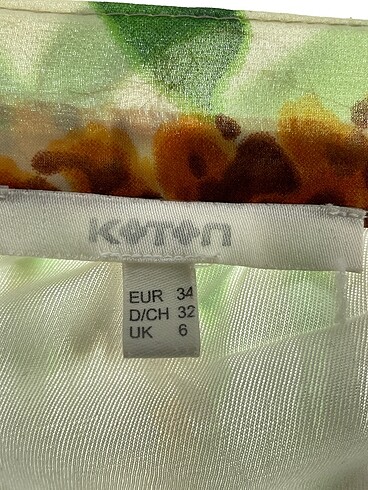 KOTON
EUR 34
D/CH 32
UK 6